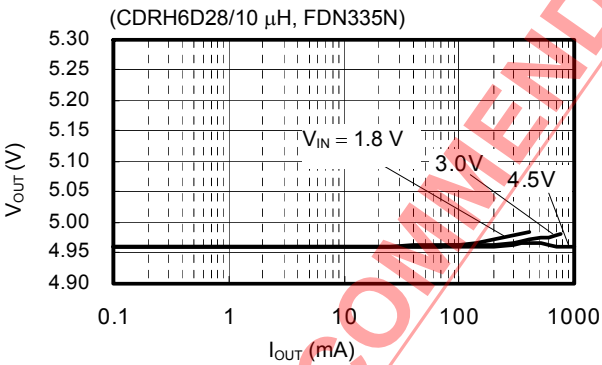 (CDRH6D28/10 μH, FDN335N)
5.30
5.25
5.20
5.15
5.10
5.05
5.00
4.95
4.90
VOUT (V)
VIN = 1.8 V
3.0V
4.5V
0.1 1 10 100 1000
IOUT (mA)
COMMEND